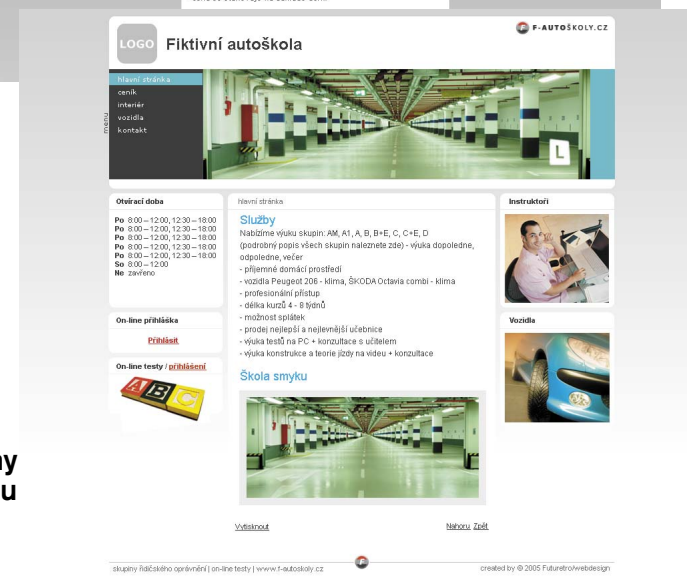 LOGO Fiktivní autoškola
F-AUTOŠKOLY.CZ
menu
hlavní stránka
ceník
interiér
vozidla
kontakt
L
Otvírací doba
Po 8:00 – 12:00, 12:30 – 18:00
Po 8:00 – 12:00, 12:30 – 18:00
Po 8:00 – 12:00, 12:30 – 18:00
Po 8:00 – 12:00, 12:30 – 18:00
Po 8:00 – 12:00, 12:30 – 18:00
So 8:00 – 12:00
Ne zavřeno
On-line přihláška
Přihlásit
On-line testy / přihlášení
A B C
hlavní stránka
Služby
Nabízíme výuku skupin: AM, A1, A, B, B+E, C, C+E, D
(podrobný popis všech skupin naleznete zde) - výuka dopoledne,
odpoledne, večer
- příjemné domácí prostředí
- vozidla Peugeot 206 - klima, ŠKODA Octavia combi - klima
- profesionální přístup
- délka kurzů 4 - 8 týdnů
- možnost splátek
- prodej nejlepší a nejlevnější učebnice
- výuka testů na PC + konzultace s učitelem
- výuka konstrukce a teorie jízdy na videu + konzultace
Škola smyku
Vytisknout
Nahoru Zpět
Instruktoři
Vozidla
ny
u
skupiny řidičského oprávnění | on-line testy | www.f-autoskoly.cz
created by © 2005 Futuretro/webdesign